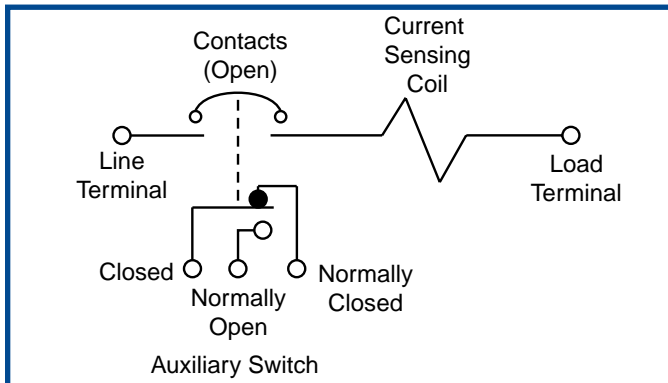 Contacts
(Open)
Current
Sensing
Coil
Line
Terminal
Load
Terminal
Closed
Normally
Open
Normally
Closed
Auxiliary Switch